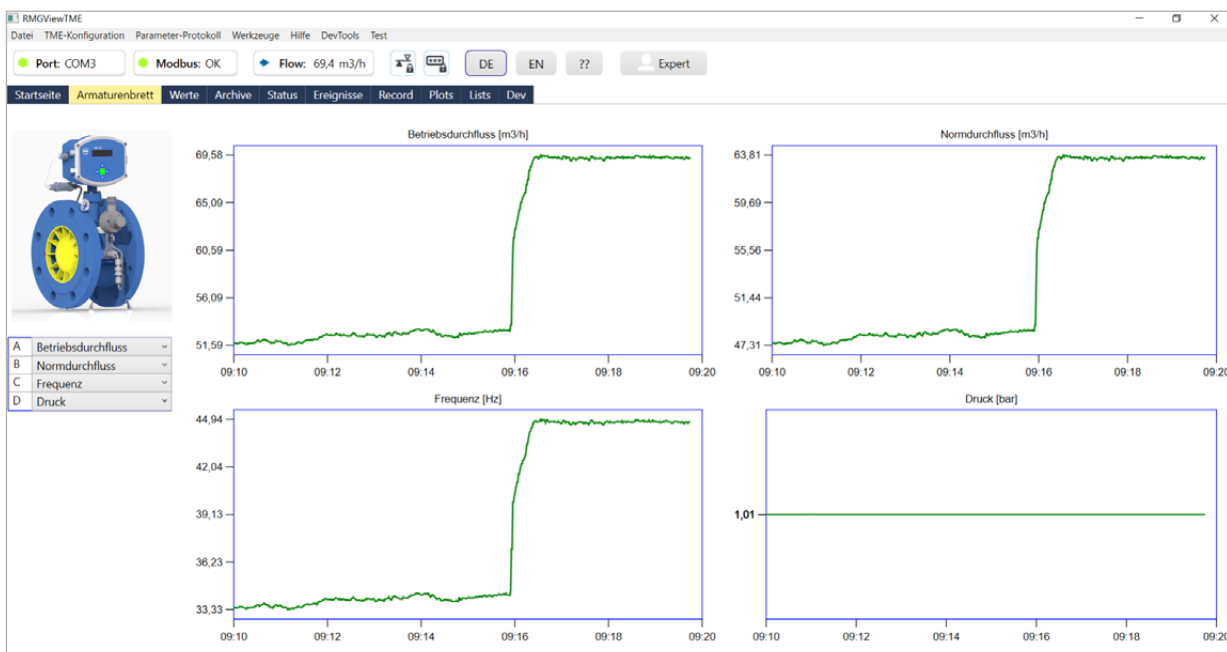 RMGViewTME
Datei TME-Konfiguration Parameter-Protokoll Werkzeuge Hilfe DevTools Test
Port: COM3 Modbus: OK Flow: 69,4 m3/h DE EN ?? Expert
Startseite Armaturenbrett Werte Archive Status Ereignisse Record Plots Lists Dev
Betriebsdurchfluss [m3/h]
69,58
65,09
60,59
56,09
51,59
09:10 09:12 09:14 09:16 09:18 09:20
Normdurchfluss [m3/h]
63,81
59,69
55,56
51,44
47,31
09:10 09:12 09:14 09:16 09:18 09:20
A Betriebsdurchfluss
B Normdurchfluss
C Frequenz
D Druck
Frequenz [Hz]
44,94
42,04
39,13
36,23
33,33
09:10 09:12 09:14 09:16 09:18 09:20
Druck [bar]
1,01
09:10 09:12 09:14 09:16 09:18 09:20